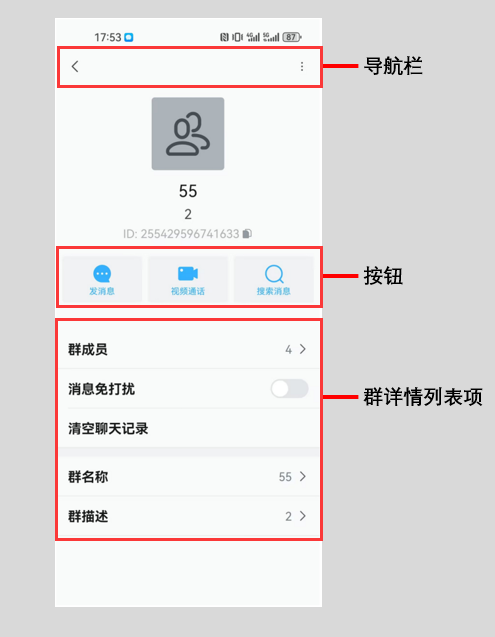 17:53 4G 5G 87
导航栏
55
2
ID: 255429596741633
发消息 视频通话 搜索消息
按钮
群成员 4
消息免打扰
群详情列表项
清空聊天记录
群名称 55
群描述 2